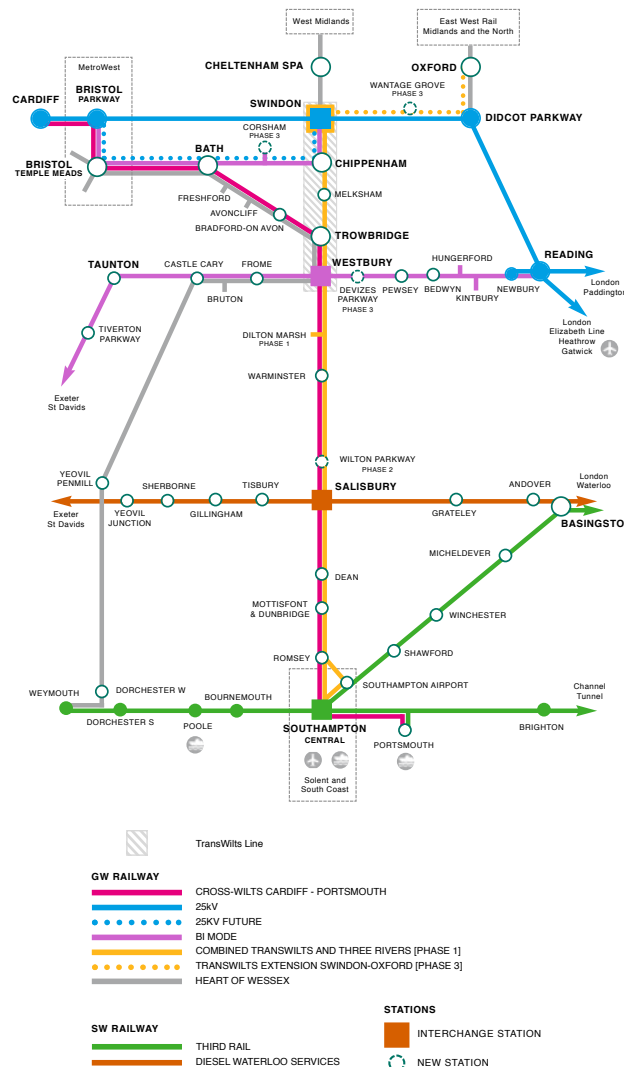 West Midlands
East West Rail
Midlands and the North
CHELTENHAM SPA
OXFORD
MetroWest
WANTAGE GROVE
PHASE 3
CARDIFF
BRISTOL
PARKWAY
SWINDON
DIDCOT PARKWAY
CORSHAM
PHASE 3
BATH
CHIPPENHAM
BRISTOL
TEMPLE MEADS
MELKSHAM
FRESHFORD
AVONCLIFF
BRADFORD-ON AVON
TROWBRIDGE
TAUNTON
CASTLE CARY
FROME
WESTBURY
HUNGERFORD
READING
BRUTON
DEVIZES
PARKWAY
PHASE 3
PEWSEY
BEDWYN
KINTBURY
NEWBURY
London
Paddington
TIVERTON
PARKWAY
DILTON MARSH
PHASE 1
London
Elizabeth Line
Heathrow
Gatwick
WARMINSTER
Exeter
St Davids
WILTON PARKWAY
PHASE 2
YEOVIL
PENMILL
SHERBORNE
TISBURY
SALISBURY
ANDOVER
London
Waterloo
Exeter
St Davids
YEOVIL
JUNCTION
GILLINGHAM
GRATELEY
BASINGSTO
MICHELDEVER
DEAN
MOTTISFONT
& DUNBRIDGE
WINCHESTER
ROMSEY
SHAWFORD
SOUTHAMPTON AIRPORT
WEYMOUTH
DORCHESTER W
BOURNEMOUTH
Channel
Tunnel
DORCHESTER S
POOLE
SOUTHAMPTON
CENTRAL
PORTSMOUTH
BRIGHTON
Solent and
South Coast
TransWilts Line
GW RAILWAY
CROSS-WILTS CARDIFF - PORTSMOUTH
25kV
25KV FUTURE
BI MODE
COMBINED TRANSWILTS AND THREE RIVERS [PHASE 1]
TRANSWILTS EXTENSION SWINDON-OXFORD [PHASE 3]
HEART OF WESSEX
SW RAILWAY
THIRD RAIL
DIESEL WATERLOO SERVICES
STATIONS
INTERCHANGE STATION
NEW STATION